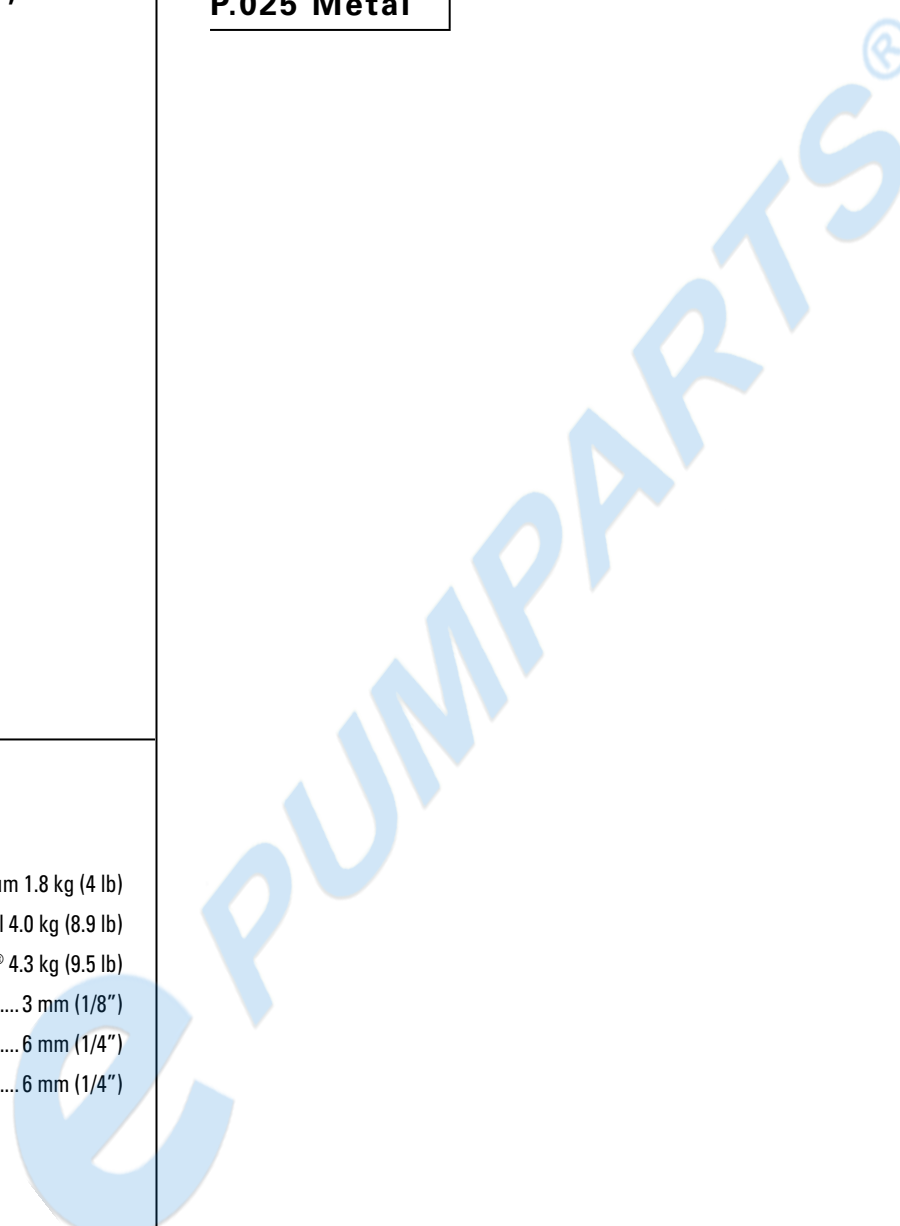 P.025 Metal
1.8 kg (4 lb)
4.0 kg (8.9 lb)
® 4.3 kg (9.5 lb)
.... 3 mm (1/8″)
.... 6 mm (1/4″)
.... 6 mm (1/4″)
ePUMPARTS®